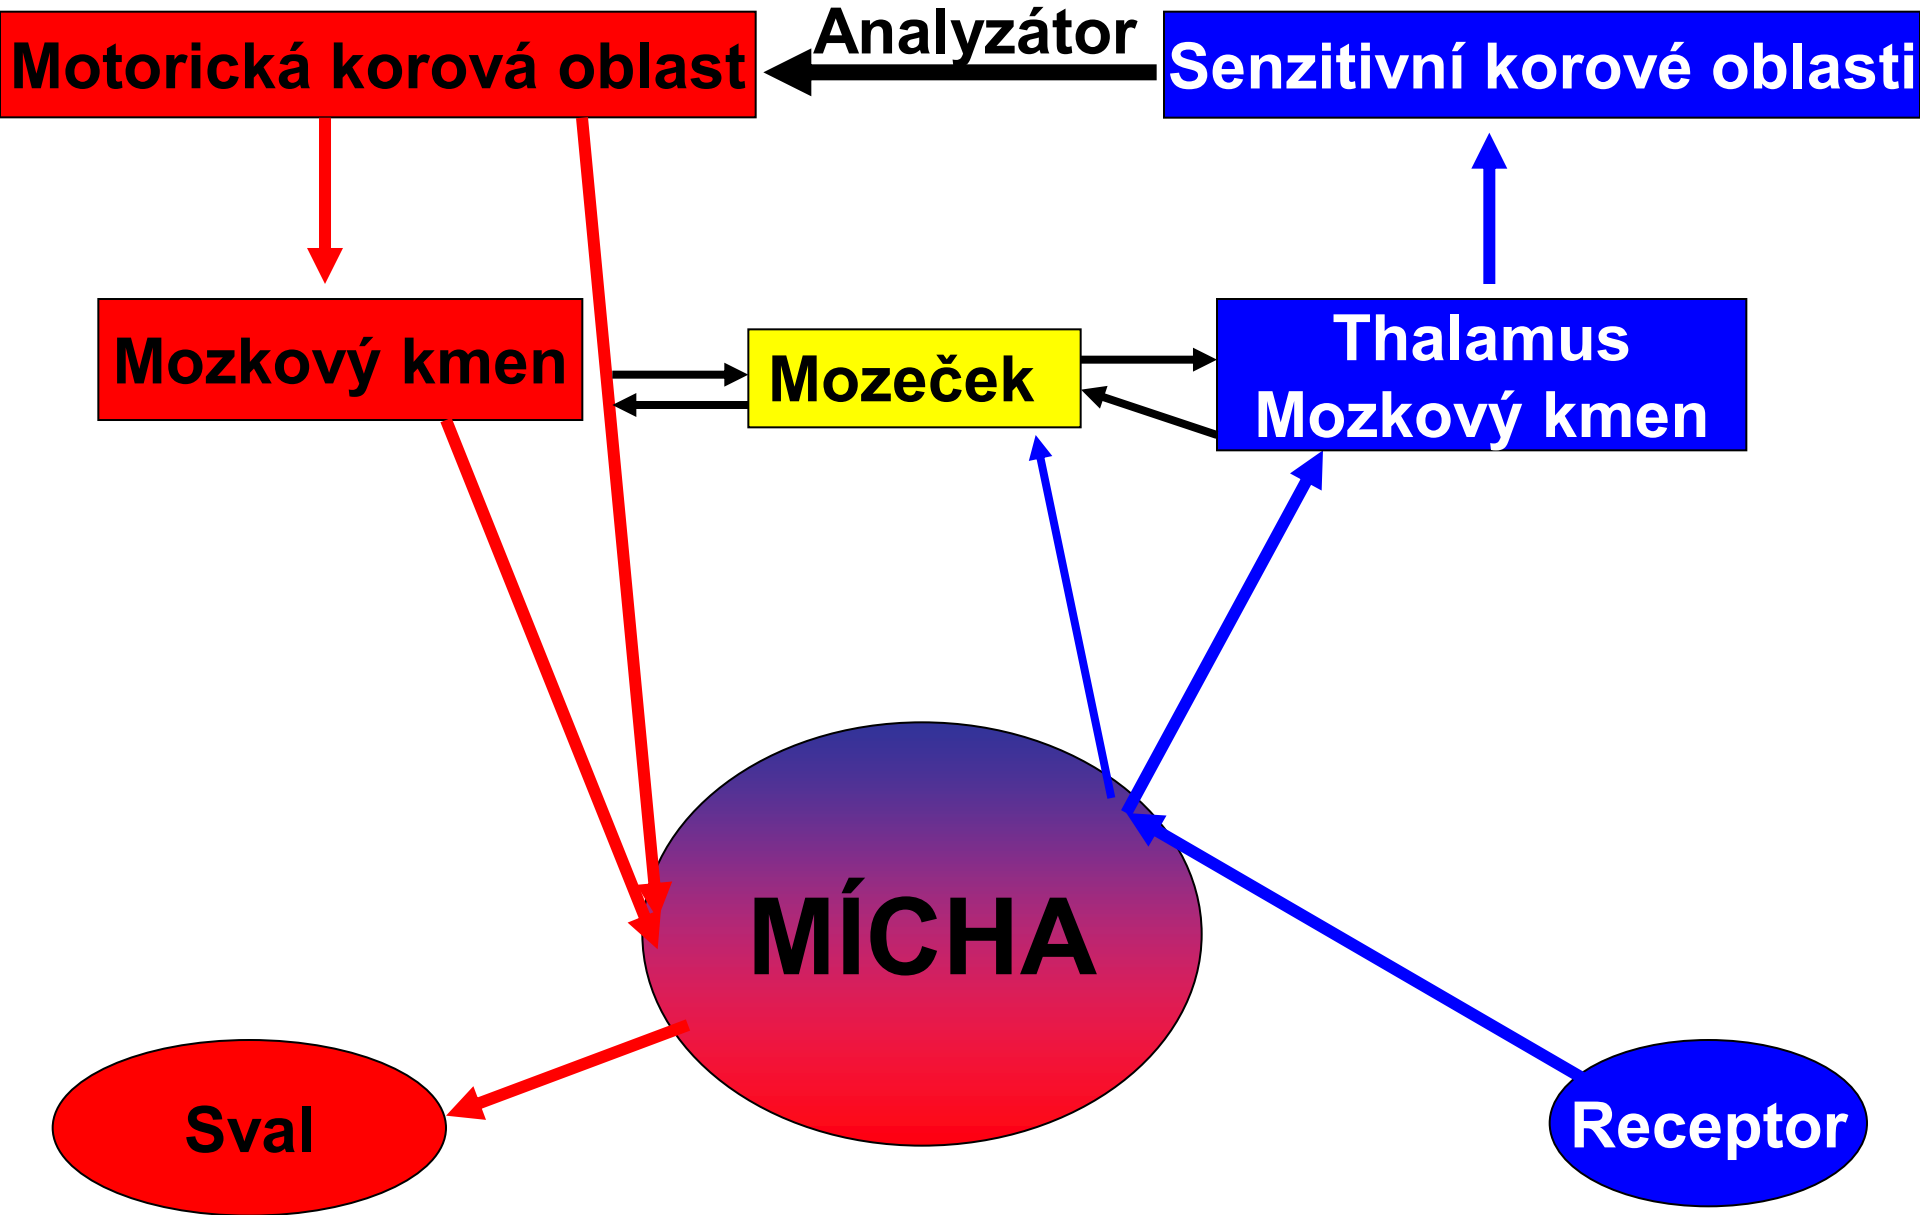 Analyzátor
Motorická korová oblast
Senzitivní korové oblasti
Mozkový kmen
Mozeček
Thalamus
Mozkový kmen
MÍCHA
Sval
Receptor